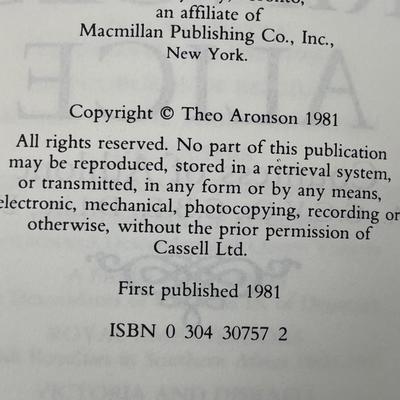 an affiliate of
Macmillan Publishing Co., Inc.,
New York.
Copyright © Theo Aronson 1981
All rights reserved. No part of this publication
may be reproduced, stored in a retrieval system,
or transmitted, in any form or by any means,
electronic, mechanical, photocopying, recording or
otherwise, without the prior permission of
Cassell Ltd.
First published 1981
ISBN 0 304 30757 2